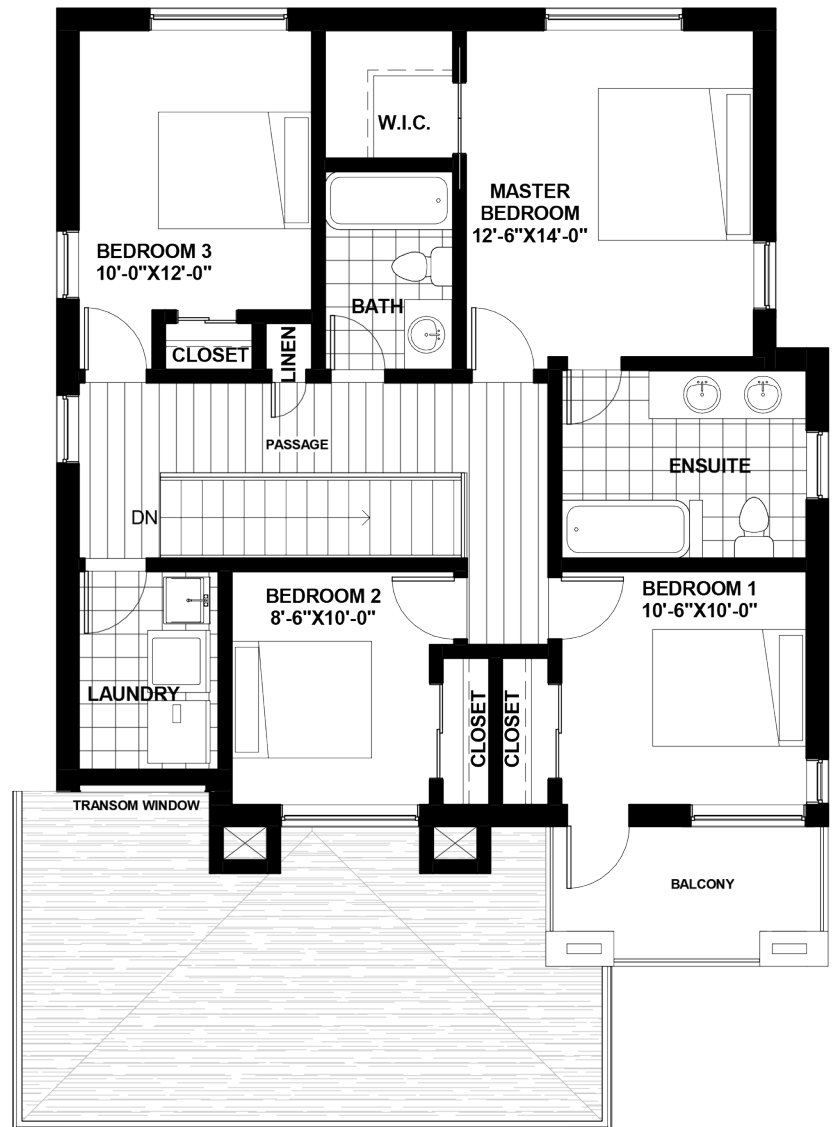 W.I.C.
MASTER
BEDROOM
12'-6"X14'-0"
BEDROOM 3
10'-0"X12'-0"
BATH
CLOSET
LINEN
PASSAGE
ENSUITE
DN
BEDROOM 2
8'-6"X10'-0"
BEDROOM 1
10'-6"X10'-0"
LAUNDRY
CLOSET
CLOSET
TRANSOM WINDOW
BALCONY